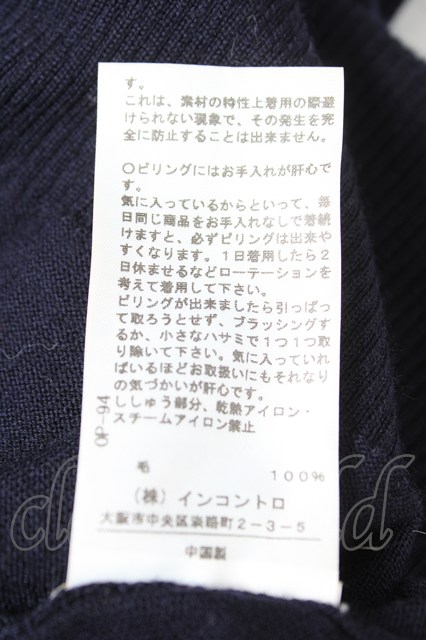 す。
これは、素材の特性上着用の際避
けられない現象で、その発生を完
全に防止することは出来ません。
○ピリングにはお手入れが肝心で
す。
気に入っているからといって、毎
日同じ商品をお手入れなしで着続
けますと、必ずピリングは出来や
すくなります。1日着用したら2
日休ませるなどローテーションを
考えて着用して下さい。
ピリングが出来ましたら引っぱっ
て取ろうとせず、ブラッシングす
るか、小さなハサミで1つ1つ取
り除いて下さい。気に入っていれ
ばいるほどお取扱いにもそれなり
の気づかいが肝心です。
ししゅう部分、乾熱アイロン・
スチームアイロン禁止
OP-94
毛 100%
(株)インコントロ
大阪市中央区淡路町2-3-5
中国製